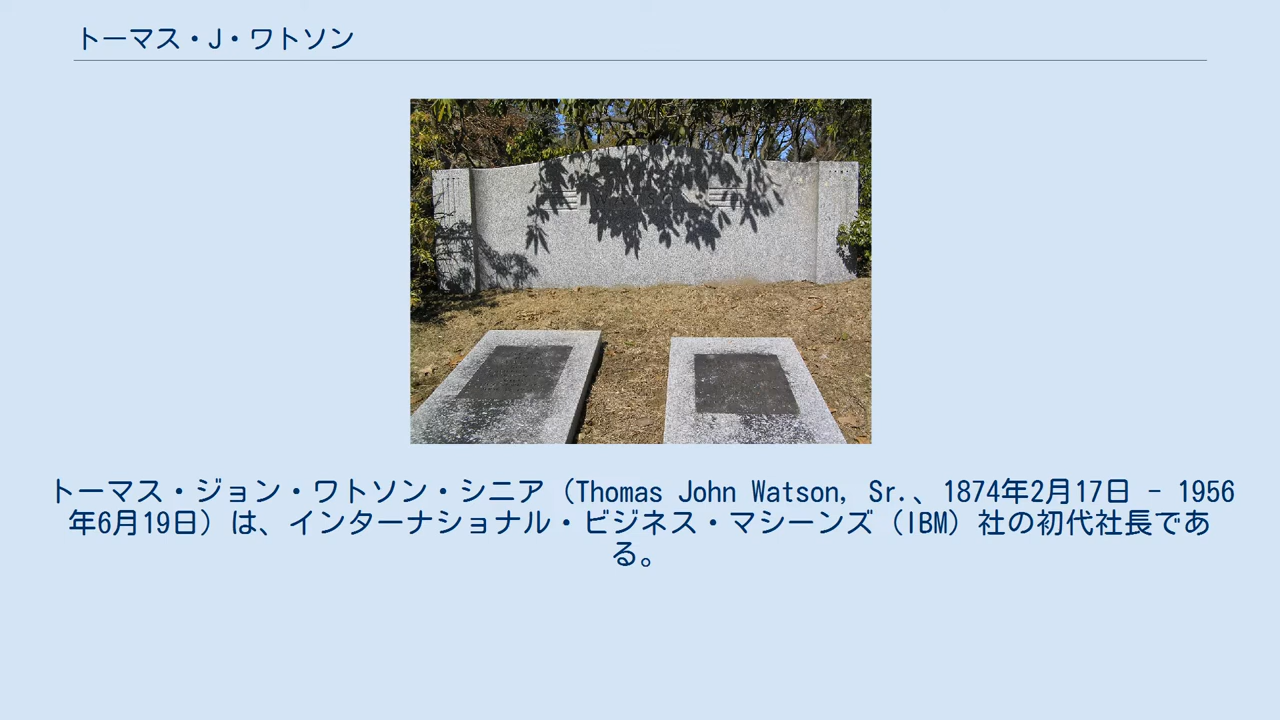 トーマス・J・ワトソン
トーマス・ジョン・ワトソン・シニア（Thomas John Watson, Sr.、1874年2月17日 - 1956
年6月19日）は、インターナショナル・ビジネス・マシーンズ（IBM）社の初代社長であ
る。